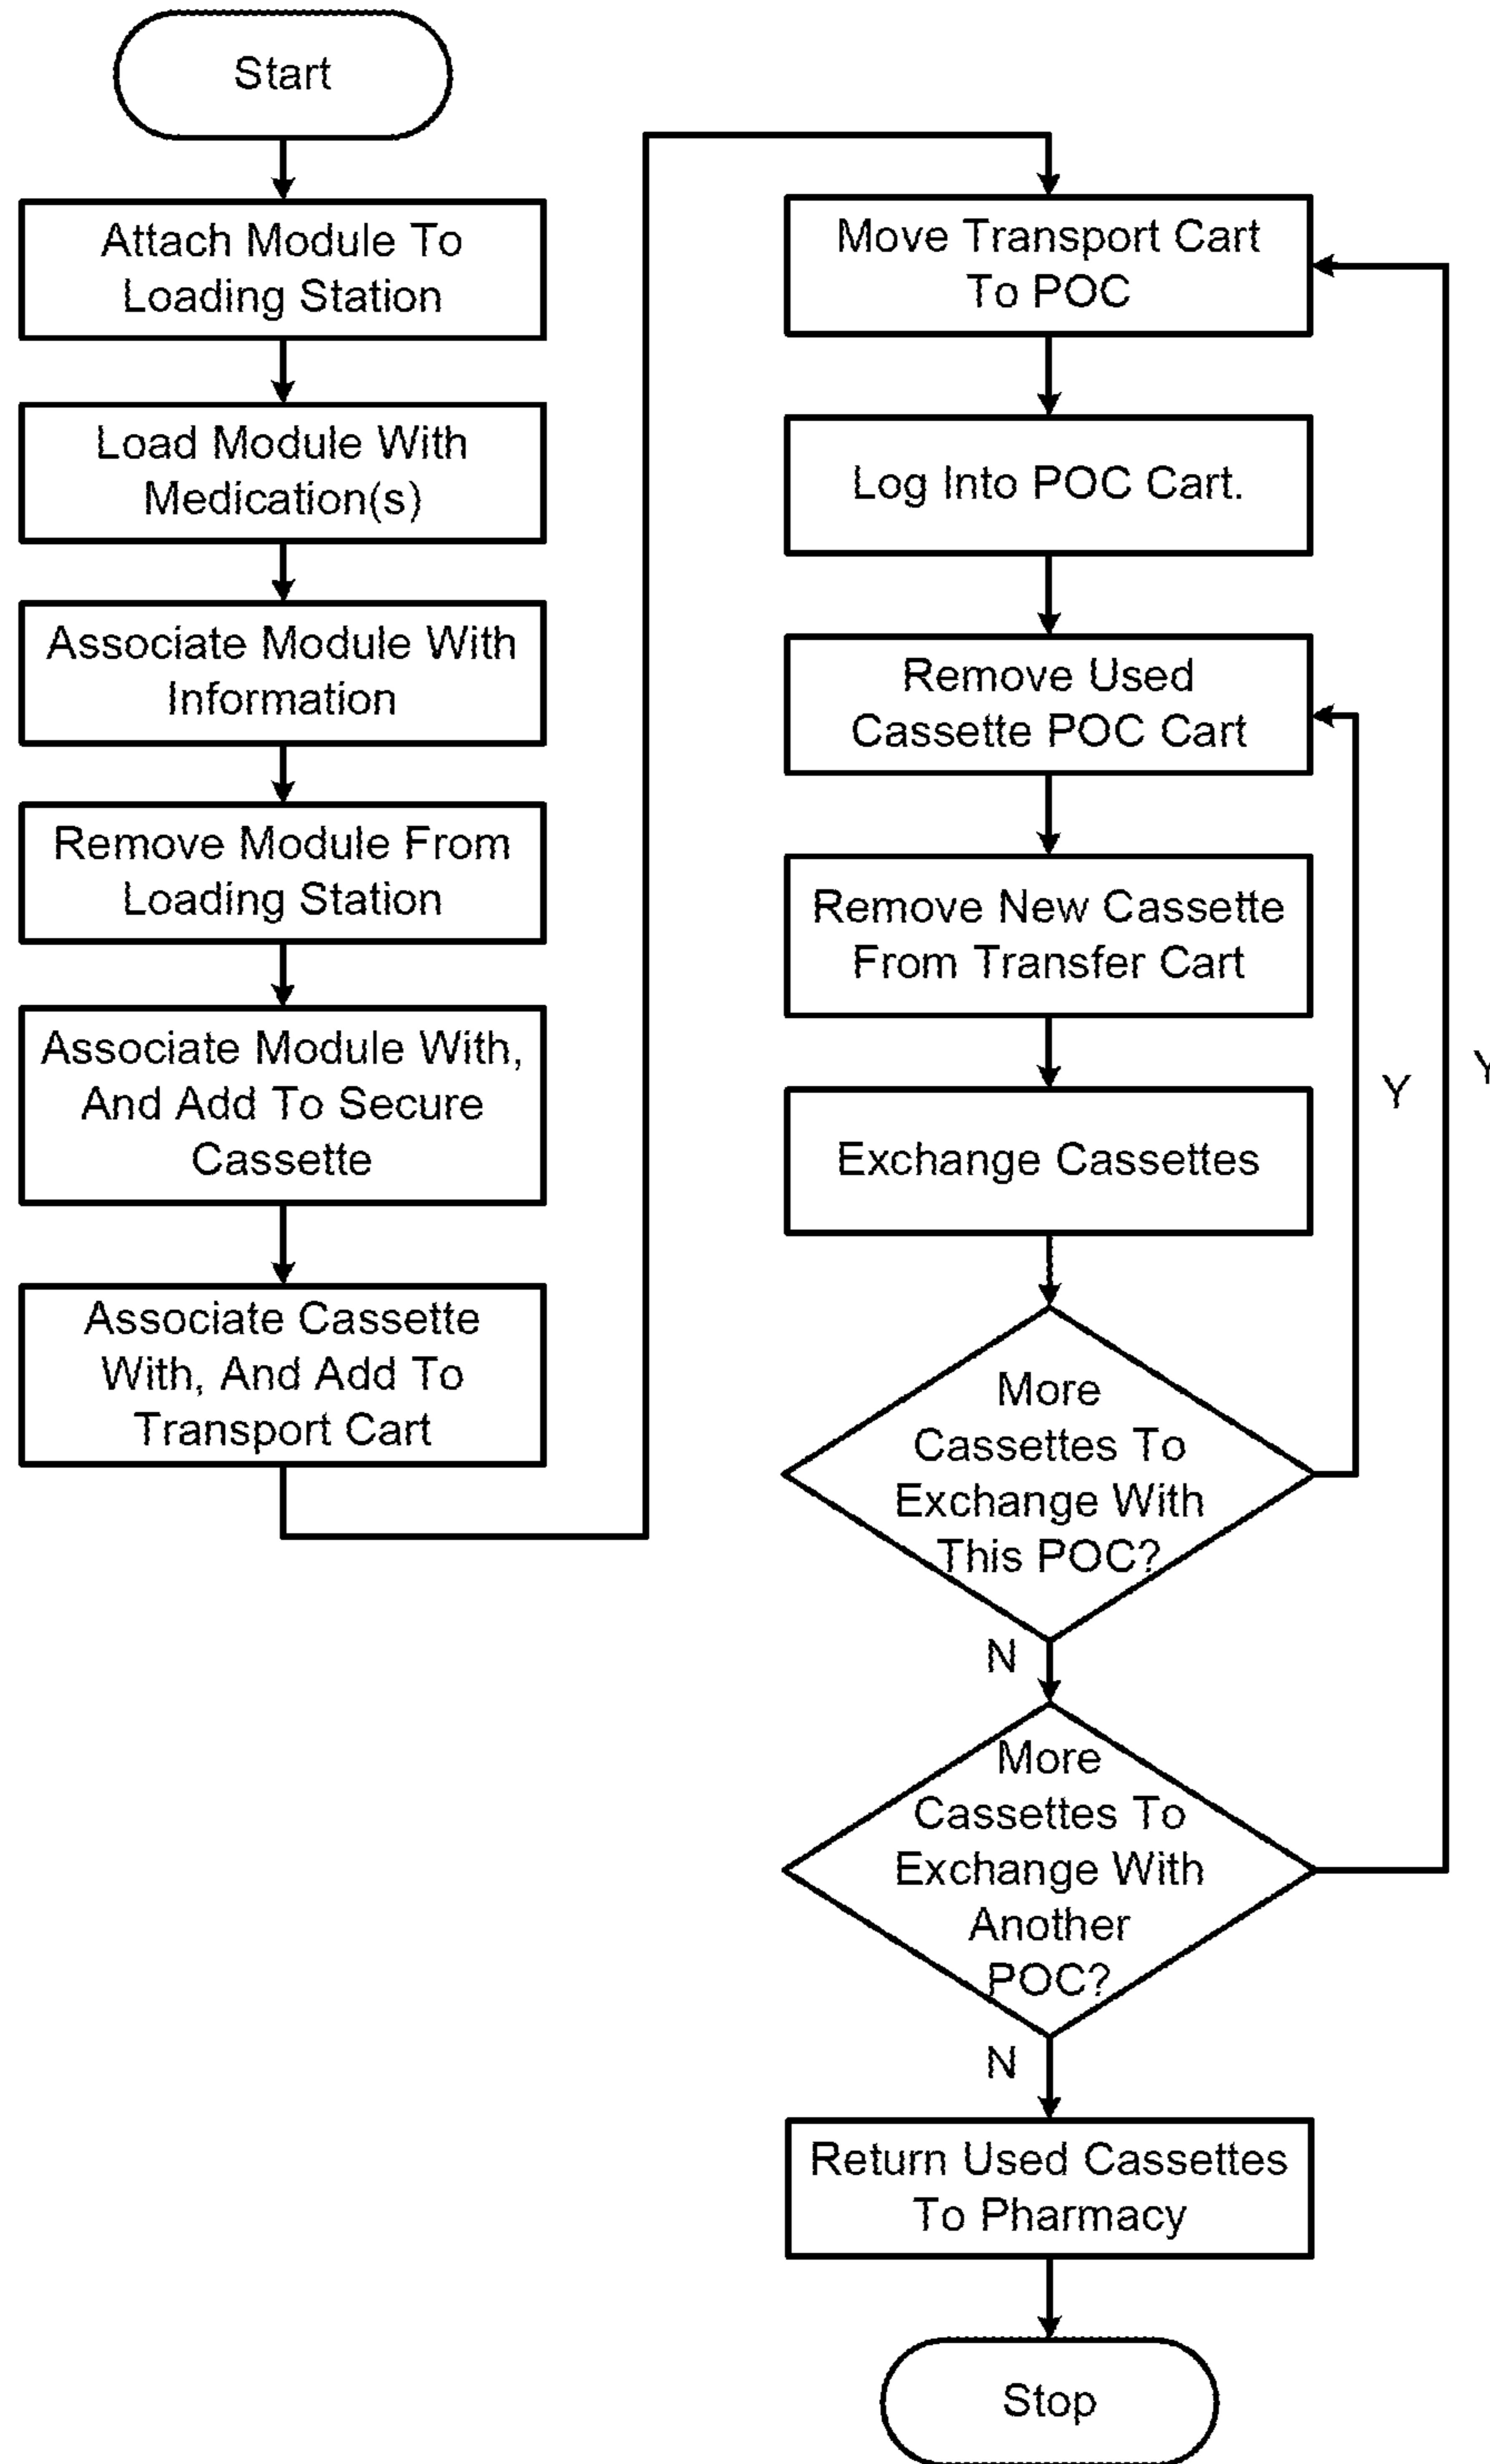 Start
Attach Module To
Loading Station
Load Module With
Medication(s)
Associate Module With
Information
Remove Module From
Loading Station
Associate Module With,
And Add To Secure
Cassette
Associate Cassette
With, And Add To
Transport Cart
Move Transport Cart
To POC
Log Into POC Cart.
Remove Used
Cassette POC Cart
Remove New Cassette
From Transfer Cart
Exchange Cassettes
More
Cassettes To
Exchange With
This POC?
Y
N
More
Cassettes To
Exchange With
Another
POC?
Y
N
Return Used Cassettes
To Pharmacy
Stop